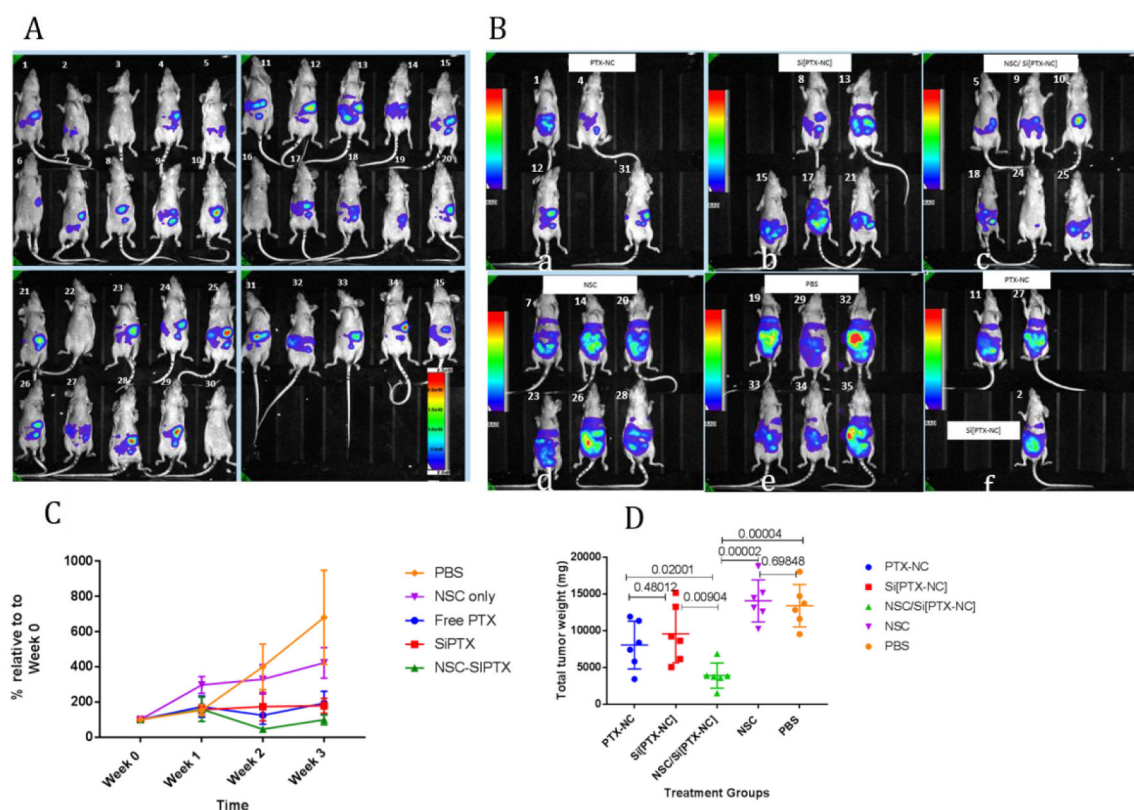 A
1 2 3 4 5
6 7 8 9 10
11 12 13 14 15
16 17 18 19 20
21 22 23 24 25
26 27 28 29 30
31 32 33 34 35
B
PTX-NC
1 4
12 31
a
Si[PTX-NC]
8 13
15 17 21
b
NSC/ Si[PTX-NC]
5 9 10
18 24 25
c
NSC
7 14 20
23 26 28
d
PBS
19 29 32
33 34 35
e
PTX-NC
11 27
Si[PTX-NC]
2
f
C
% relative to
Week 0
1000
800
600
400
200
0
Week 0 Week 1 Week 2 Week 3
Time
PBS
NSC only
Free PTX
SiPTX
NSC-SIPTX
D
Total tumor weight (mg)
20000
15000
10000
5000
0
0.00004
0.00002
0.02001
0.69848
0.48012
0.00904
PTX-NC Si[PTX-NC] NSC/Si[PTX-NC] NSC PBS
Treatment Groups
PTX-NC
Si[PTX-NC]
NSC/Si[PTX-NC]
NSC
PBS